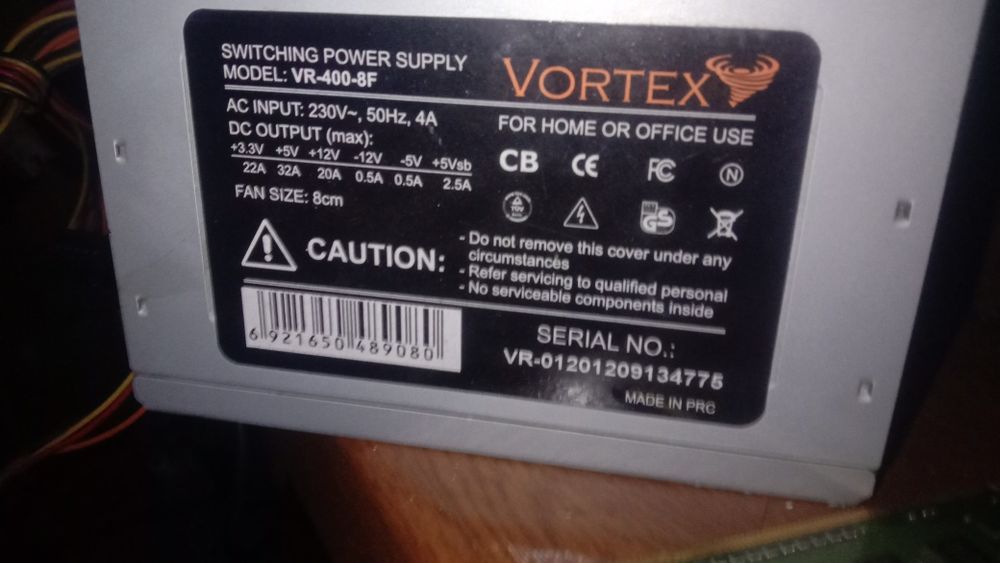 SWITCHING POWER SUPPLY
MODEL: VR-400-8F
VORTEX
AC INPUT: 230V~, 50Hz, 4A
DC OUTPUT (max):
+3.3V +5V +12V -12V -5V +5Vsb
22A 32A 20A 0.5A 0.5A 2.5A
FAN SIZE: 8cm
FOR HOME OR OFFICE USE
CB CE FC N
TÜV
GS
CAUTION:
- Do not remove this cover under any
circumstances
- Refer servicing to qualified personal
- No serviceable components inside
6 921650 489080
SERIAL NO.:
VR-01201209134775
MADE IN PRC